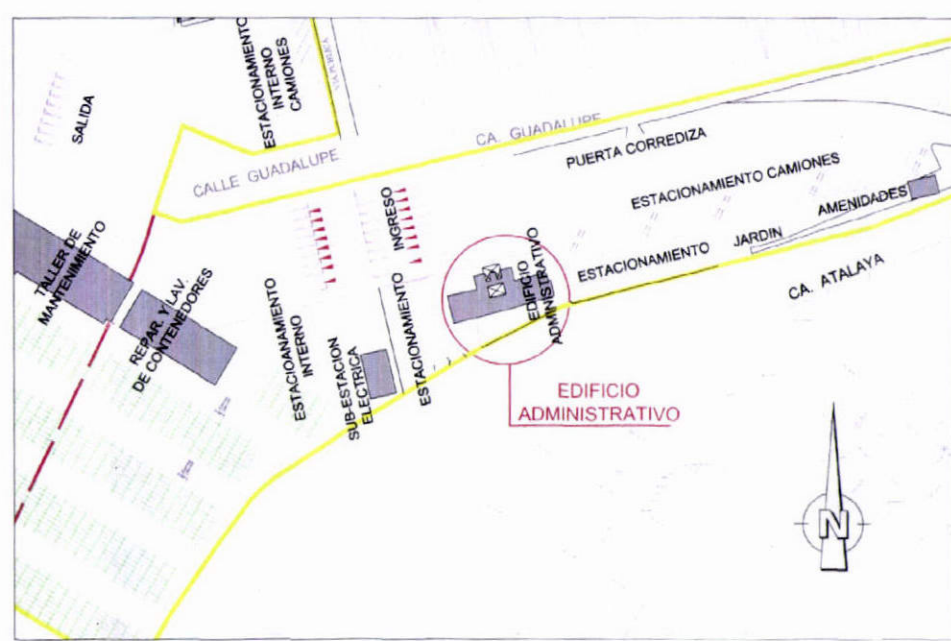 ESTACIONAMIENTO
INTERNO
CAMIONES
SALIDA
CA. GUADALUPE
CALLE GUADALUPE
PUERTA CORREDIZA
ESTACIONAMIENTO CAMIONES
AMENIDADES
INGRESO
TALLER DE
MANTENIMIENTO
REPAR. Y LAV.
DE CONTENEDORES
ESTACIOANAMIENTO
INTERNO
SUB-ESTACION
ELECTRICA
ESTACIONAMIENTO
EDIFICIO
ADMINISTRATIVO
ESTACIONAMIENTO
JARDIN
CA. ATALAYA
EDIFICIO
ADMINISTRATIVO
N